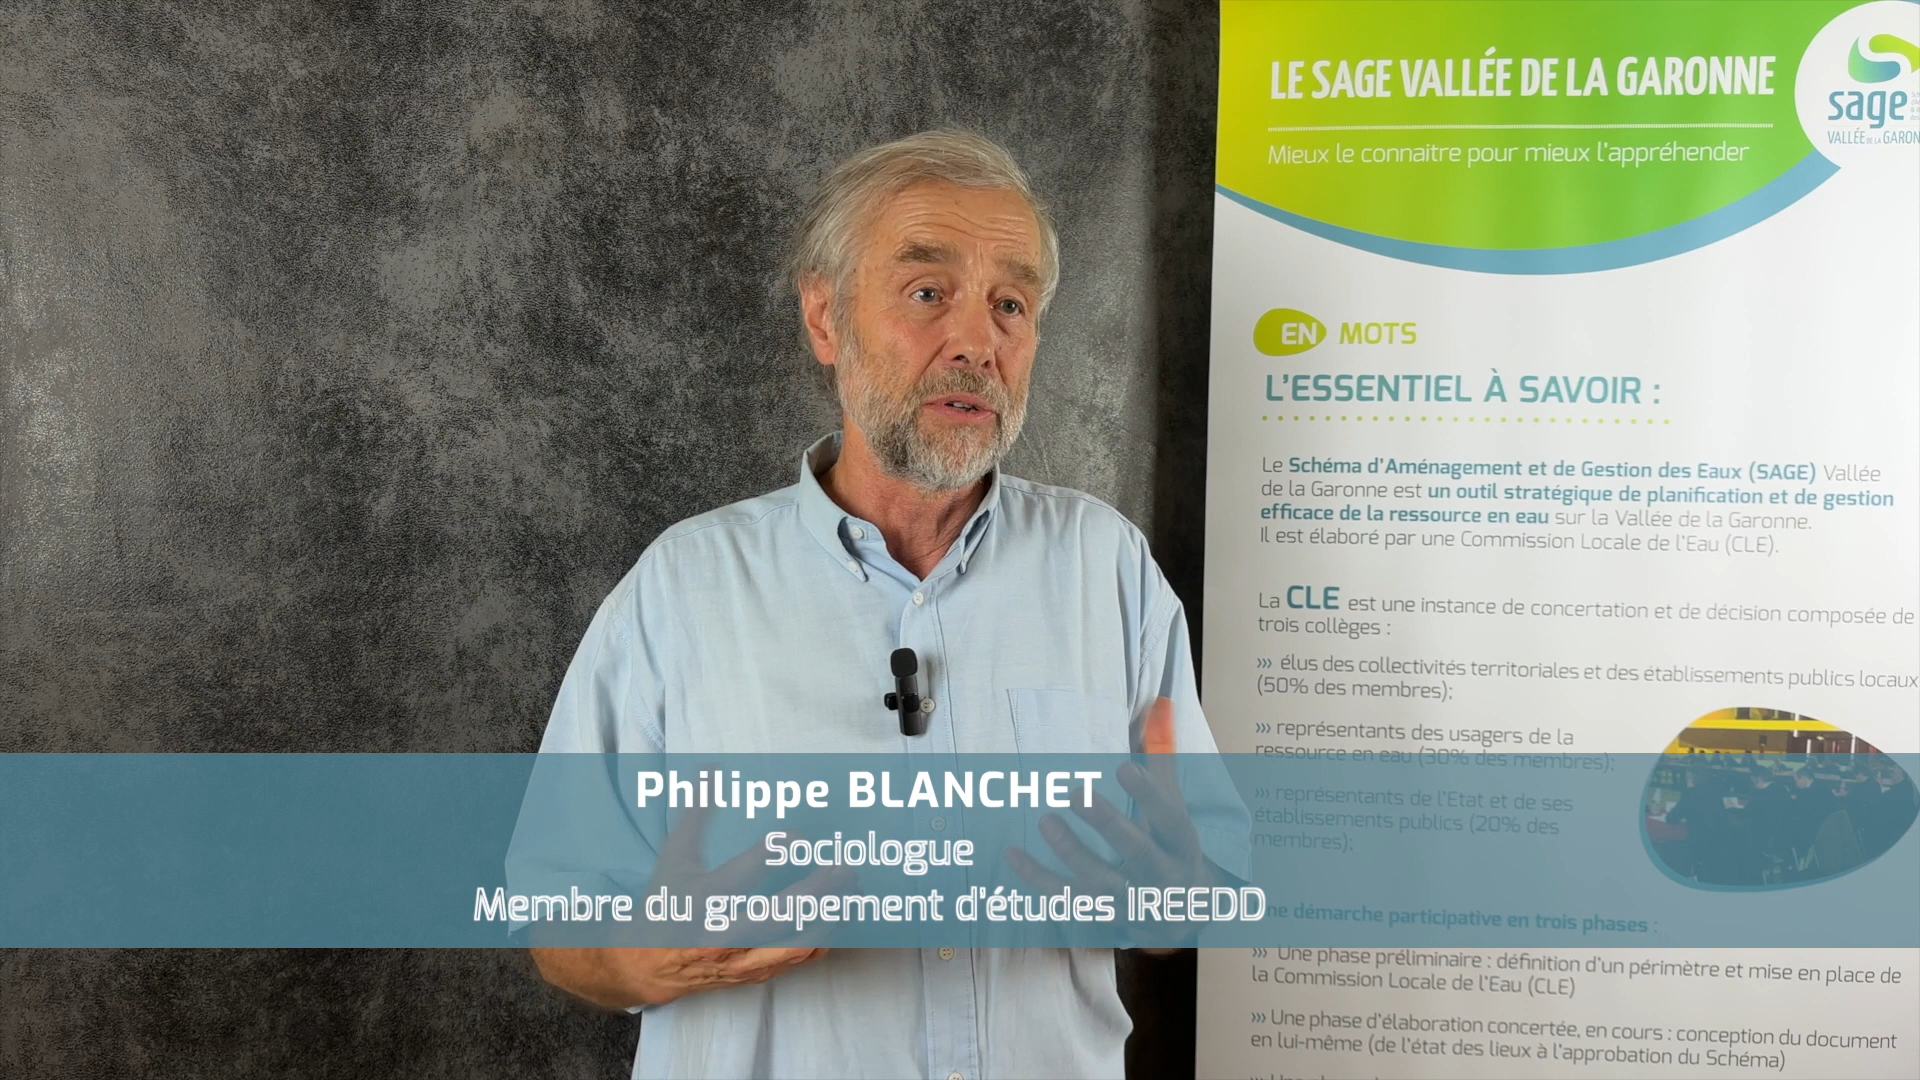 LE SAGE VALLÉE DE LA GARONNE
Mieux le connaitre pour mieux l'appréhender
sage
VALLÉE DE LA GARON
EN MOTS
L'ESSENTIEL À SAVOIR :
Le Schéma d'Aménagement et de Gestion des Eaux (SAGE) Vallée
de la Garonne est un outil stratégique de planification et de gestion
efficace de la ressource en eau sur la Vallée de la Garonne.
Il est élaboré par une Commission Locale de l'Eau (CLE).
La CLE est une instance de concertation et de décision composée de
trois collèges :
››› élus des collectivités territoriales et des établissements publics locaux
(50% des membres);
››› représentants des usagers de la
ressource en eau (30% des membres);
››› représentants de l'Etat et de ses
établissements publics (20% des
membres);
Philippe BLANCHET
Sociologue
Membre du groupement d'études IREEDD
ne démarche participative en trois phases :
››› Une phase préliminaire : définition d'un périmètre et mise en place de
la Commission Locale de l'Eau (CLE)
››› Une phase d'élaboration concertée, en cours : conception du document
en lui-même (de l'état des lieux à l'approbation du Schéma)